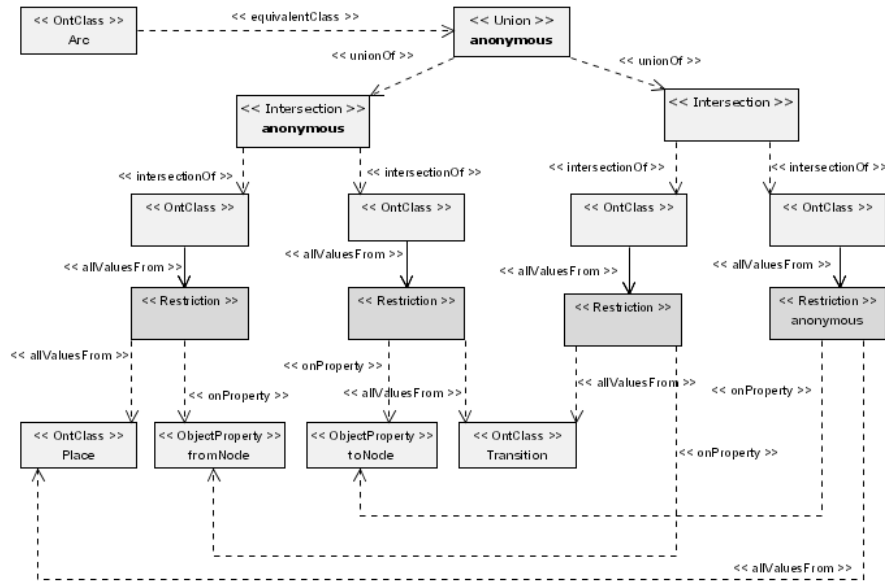 << OntClass >>
Arc
<< equivalentClass >>
<< Union >>
anonymous
<< unionOf >>
<< unionOf >>
<< Intersection >>
anonymous
<< Intersection >>
<< intersectionOf >>
<< intersectionOf >>
<< intersectionOf >>
<< intersectionOf >>
<< OntClass >>
<< OntClass >>
<< OntClass >>
<< OntClass >>
<< allValuesFrom >>
<< allValuesFrom >>
<< allValuesFrom >>
<< allValuesFrom >>
<< Restriction >>
<< Restriction >>
<< Restriction >>
<< Restriction >>
anonymous
<< allValuesFrom >>
<< onProperty >>
<< onProperty >>
<< allValuesFrom >>
<< allValuesFrom >>
<< onProperty >>
<< OntClass >>
Place
<< ObjectProperty >>
fromNode
<< ObjectProperty >>
toNode
<< OntClass >>
Transition
<< onProperty >>
<< allValuesFrom >>